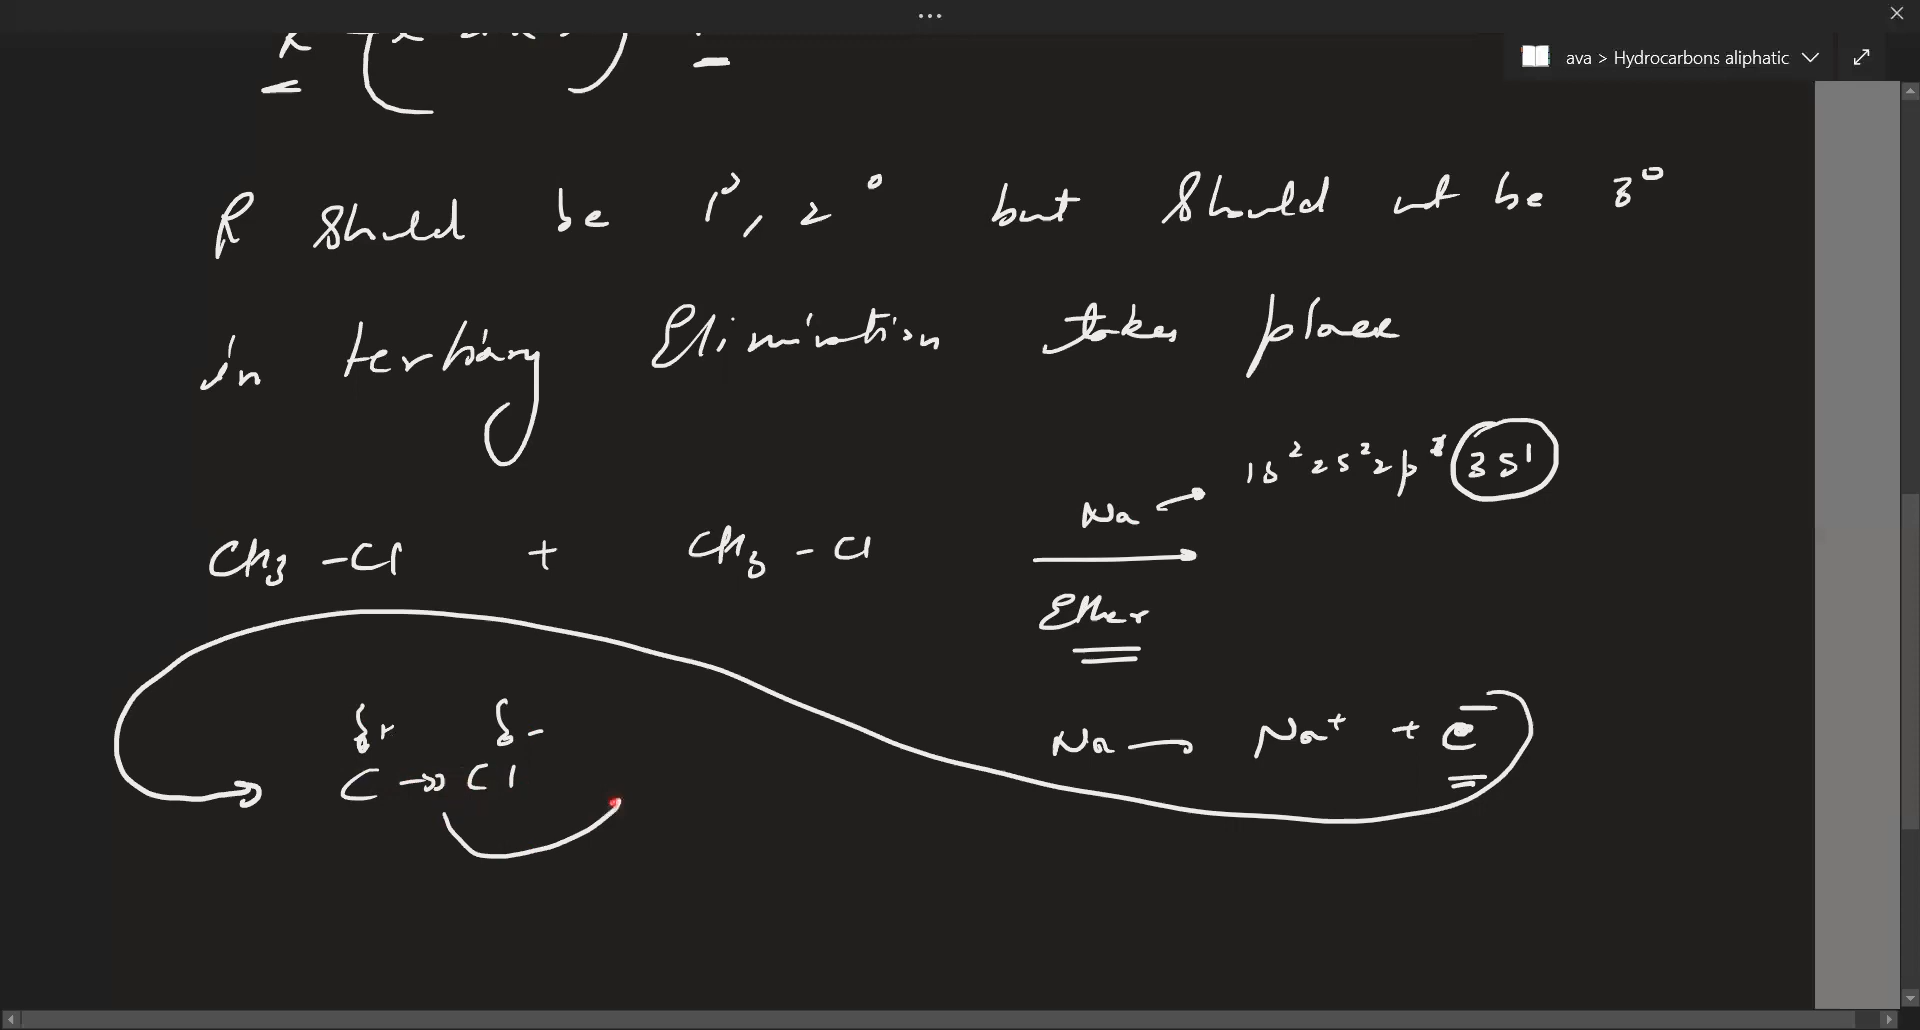 ava > Hydrocarbons aliphatic
R should be 1°, 2° but should not be 3°
in tertiary Elimination takes place
1s² 2s² 2p 3s¹
Na
CH3 - Cl + CH3 - Cl
Ether
δ+ δ-
Na → Na+ + e-
C → Cl